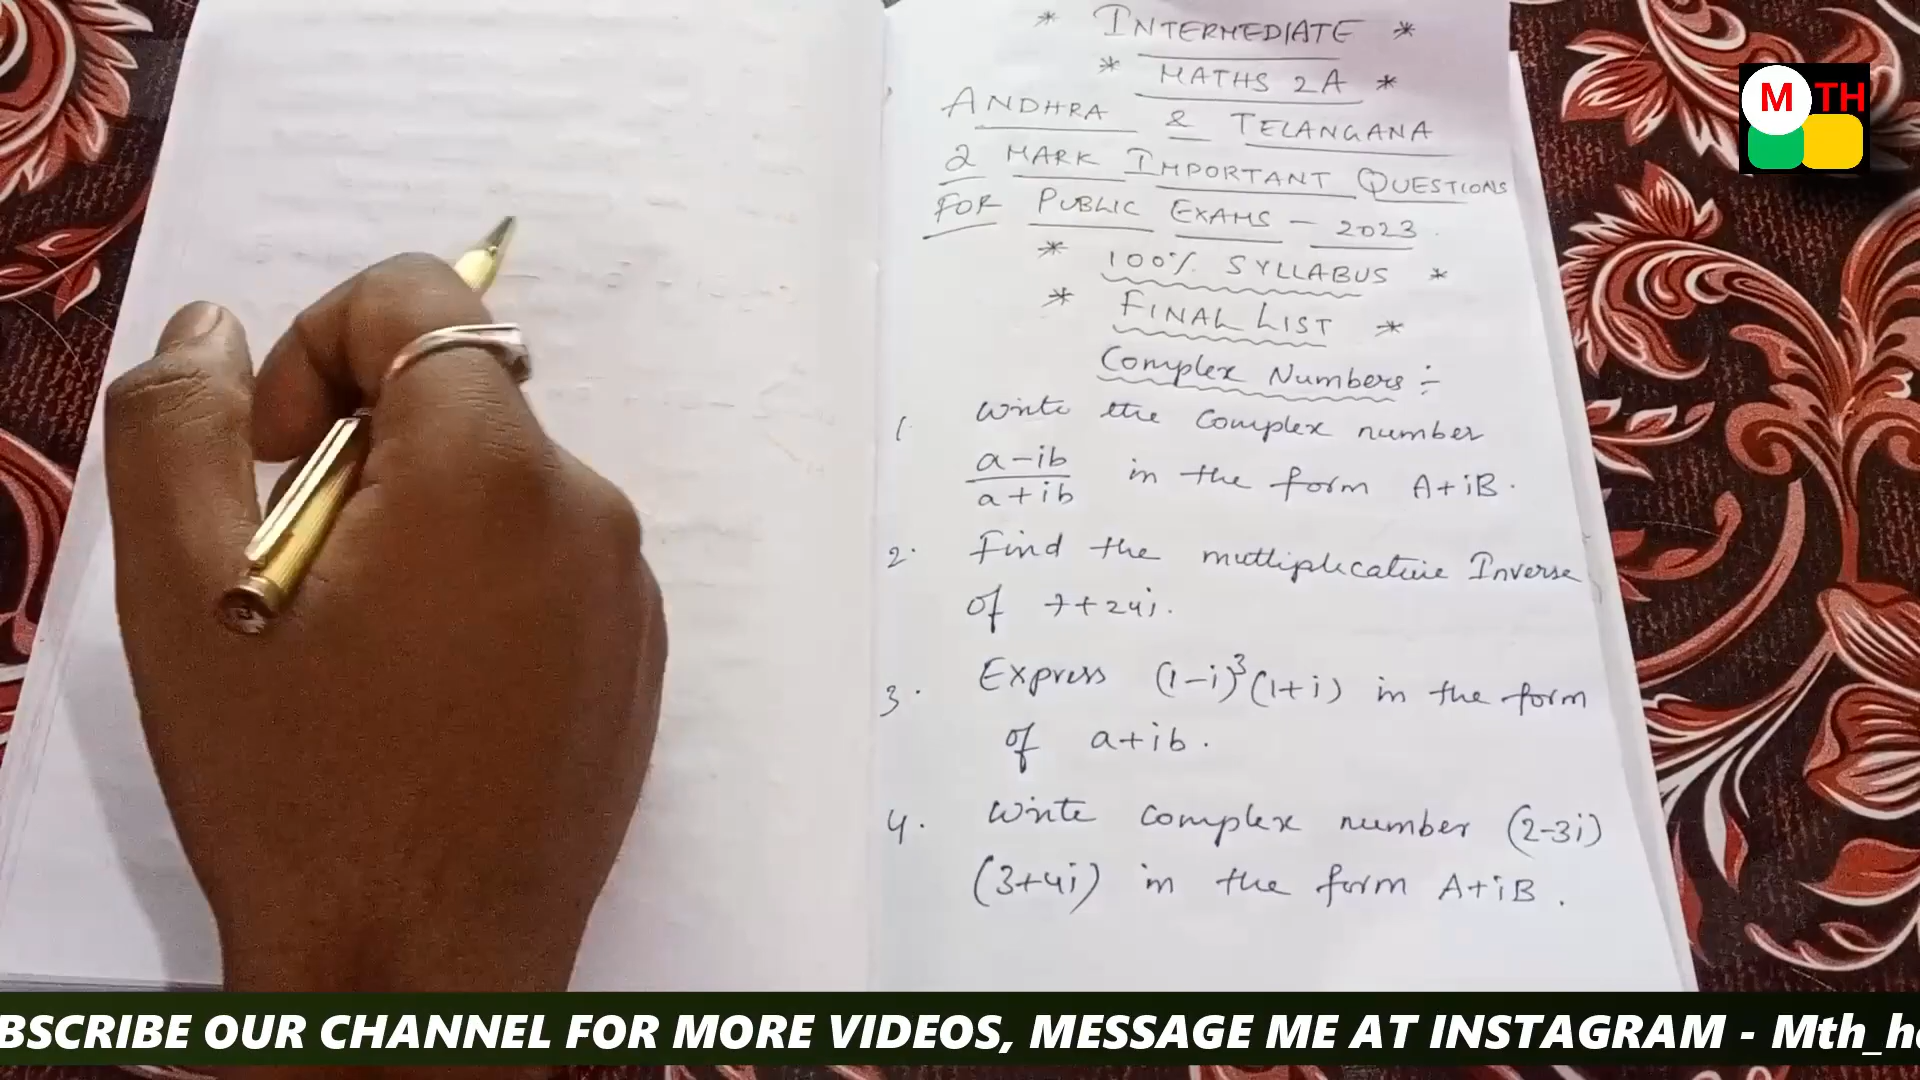 * INTERMEDIATE *
* MATHS 2A *
ANDHRA & TELANGANA
2 MARK IMPORTANT QUESTIONS
FOR PUBLIC EXAMS - 2023
* 100% SYLLABUS *
* FINAL LIST *
Complex Numbers :-
1. Write the complex number
a-ib/a+ib in the form A+iB.
2. Find the mutliplicative Inverse
of 7+24i.
3. Express (1-i)³(1+i) in the form
of a+ib.
4. Write complex number (2-3i)
(3+4i) in the form A+iB.
M TH
BSCRIBE OUR CHANNEL FOR MORE VIDEOS, MESSAGE ME AT INSTAGRAM - Mth_h